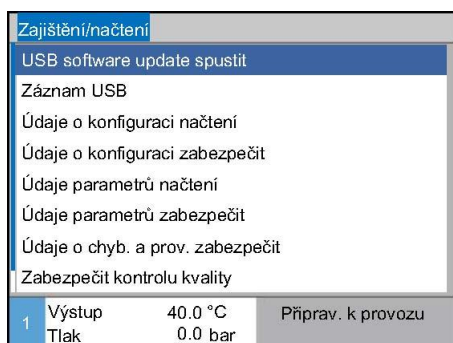 Zajištění/načtení
USB software update spustit
Záznam USB
Údaje o konfiguraci načtení
Údaje o konfiguraci zabezpečit
Údaje parametrů načtení
Údaje parametrů zabezpečit
Údaje o chyb. a prov. zabezpečit
Zabezpečit kontrolu kvality
1 Výstup 40.0 °C Připrav. k provozu
Tlak 0.0 bar